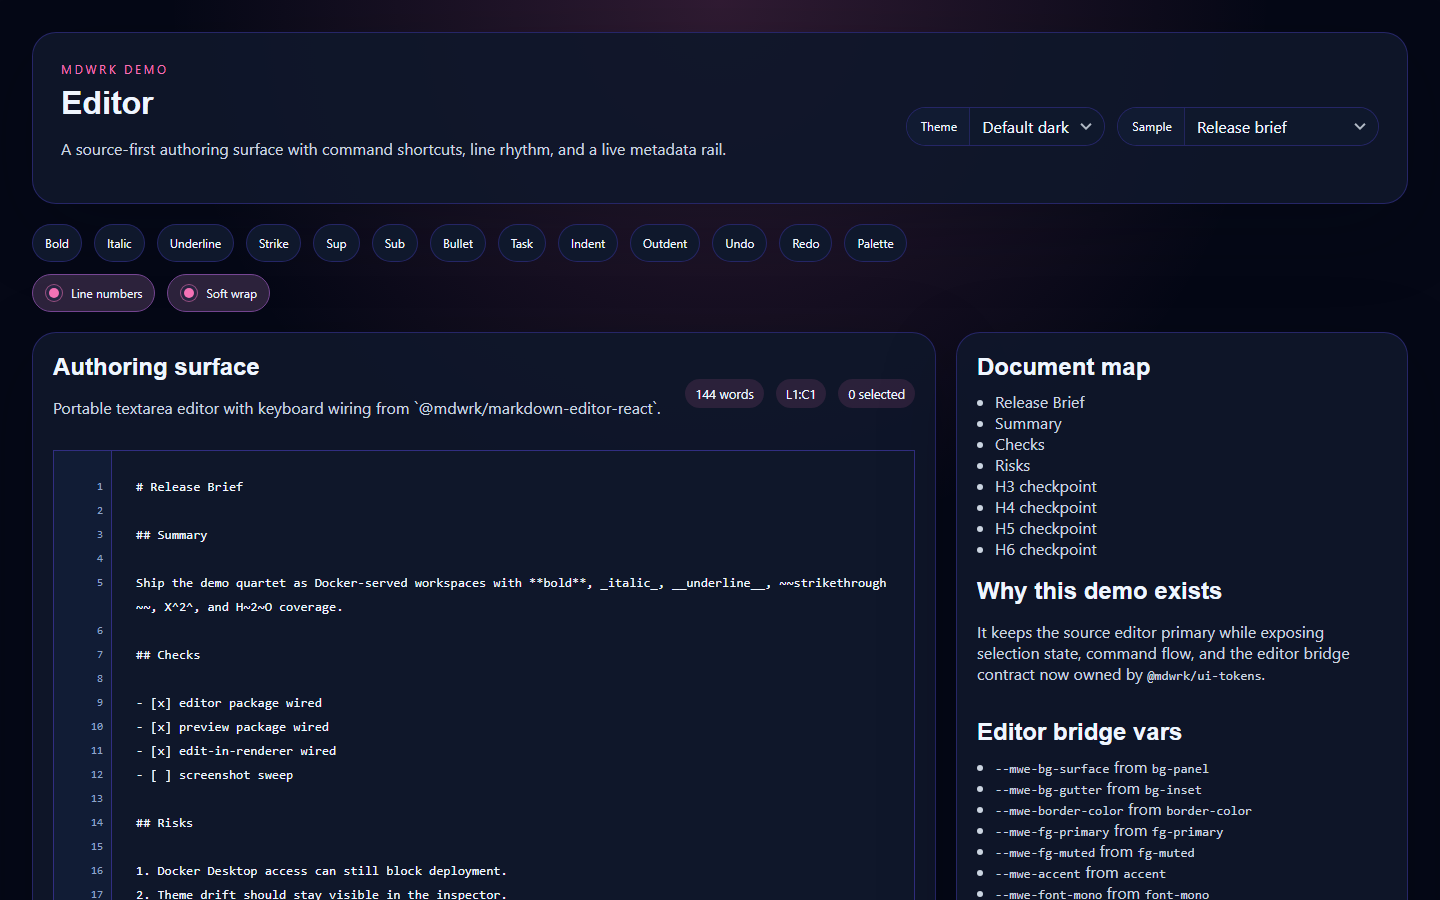 MDWRK DEMO
Editor
A source-first authoring surface with command shortcuts, line rhythm, and a live metadata rail.
Theme Default dark Sample Release brief
Bold Italic Underline Strike Sup Sub Bullet Task Indent Outdent Undo Redo Palette
Line numbers Soft wrap
Authoring surface
Portable textarea editor with keyboard wiring from `@mdwrk/markdown-editor-react`.
144 words L1:C1 0 selected
1 # Release Brief
2
3 ## Summary
4
5 Ship the demo quartet as Docker-served workspaces with **bold**, _italic_, __underline__, ~~strikethrough
~~, X^2^, and H~2~O coverage.
6
7 ## Checks
8
9 - [x] editor package wired
10 - [x] preview package wired
11 - [x] edit-in-renderer wired
12 - [ ] screenshot sweep
13
14 ## Risks
15
16 1. Docker Desktop access can still block deployment.
17 2. Theme drift should stay visible in the inspector.
Document map
Release Brief
Summary
Checks
Risks
H3 checkpoint
H4 checkpoint
H5 checkpoint
H6 checkpoint
Why this demo exists
It keeps the source editor primary while exposing
selection state, command flow, and the editor bridge
contract now owned by @mdwrk/ui-tokens.
Editor bridge vars
--mwe-bg-surface from bg-panel
--mwe-bg-gutter from bg-inset
--mwe-border-color from border-color
--mwe-fg-primary from fg-primary
--mwe-fg-muted from fg-muted
--mwe-accent from accent
--mwe-font-mono from font-mono